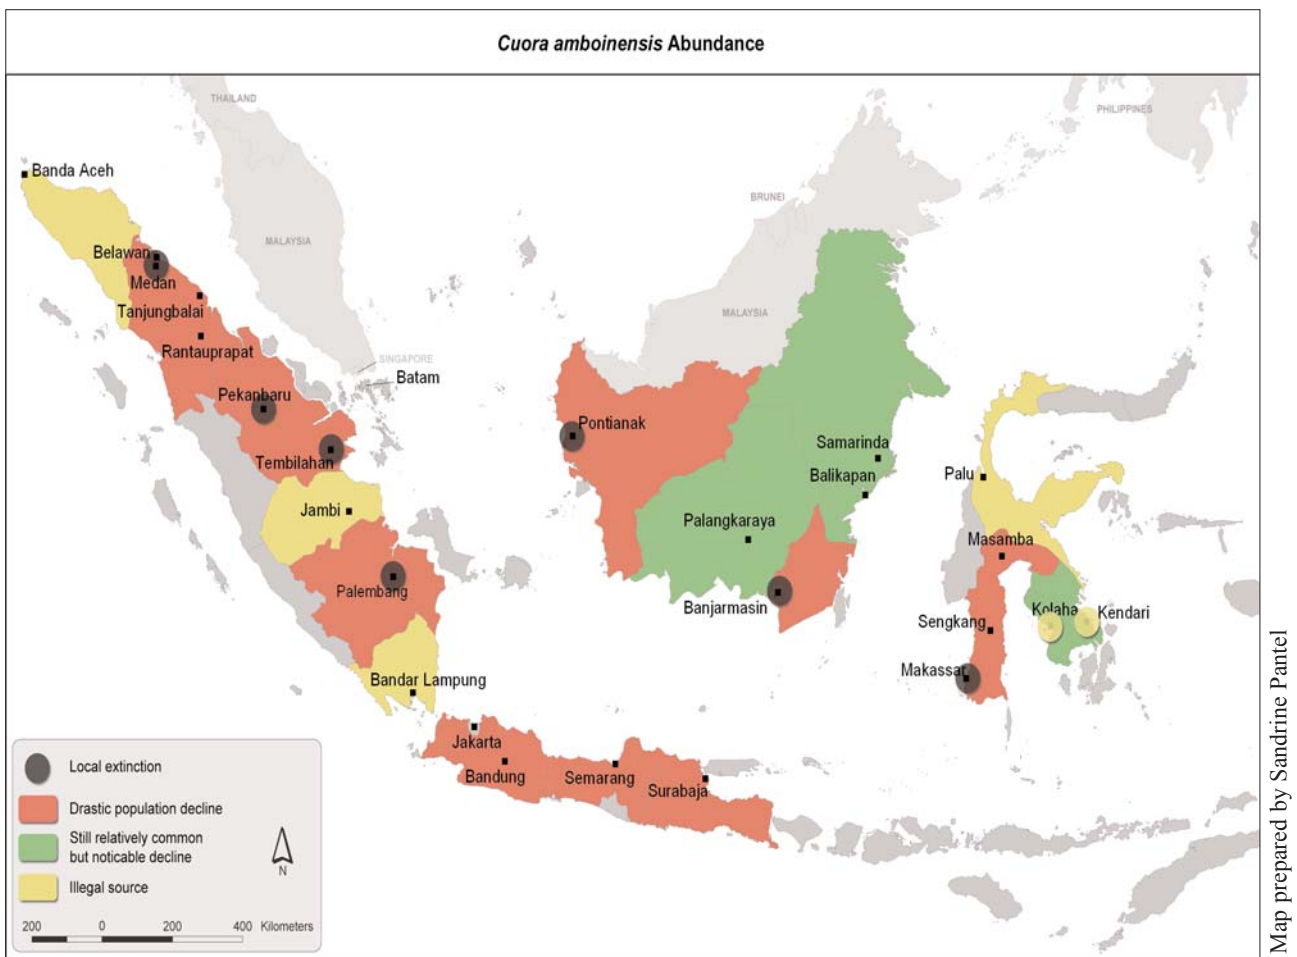 Cuora amboinensis Abundance
THAILAND
PHILIPPINES
Banda Aceh
BRUNEI
MALAYSIA
Belawan
Medan
Tanjungbalai
MALAYSIA
Rantauprapat
SINGAPORE
Batam
Pekanbaru
Pontianak
Tembilahan
Samarinda
Balikapan
Palu
Jambi
Palangkaraya
Masamba
Palembang
Banjarmasin
Kolaha
Kendari
Sengkang
Makassar
Bandar Lampung
Jakarta
Bandung
Semarang
Surabaja
Local extinction
Drastic population decline
Still relatively common
but noticable decline
Illegal source
N
200 0 200 400 Kilometers
Map prepared by Sandrine Pantel